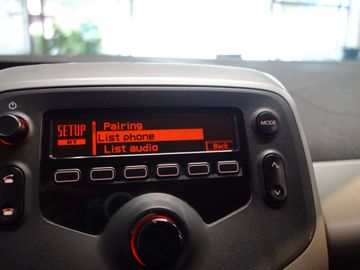 MODE
SETUP
BT
Pairing
List phone
List audio
Back